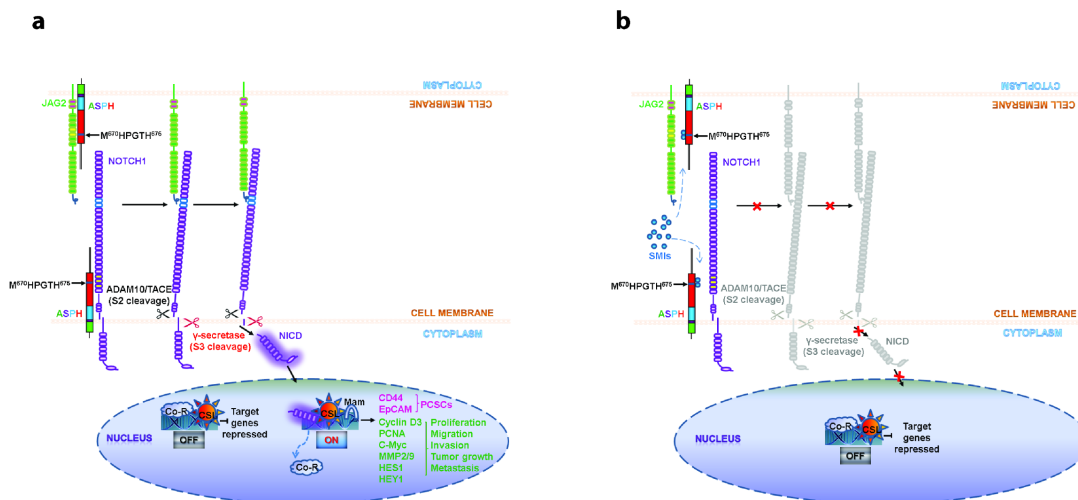 a
CYTOPLASM
CELL MEMBRANE
JAG2
ASPH
M⁶⁷⁰HPGTH⁶⁷⁵
NOTCH1
M⁶⁷⁰HPGTH⁶⁷⁵
ADAM10/TACE
(S2 cleavage)
ASPH
CELL MEMBRANE
CYTOPLASM
γ-secretase
(S3 cleavage)
NICD
NUCLEUS
Co-R
CSL
Target
genes
repressed
OFF
Mam
CSL
ON
Co-R
CD44
EpCAM
PCSCs
Cyclin D3
PCNA
C-Myc
MMP2/9
HES1
HEY1
Proliferation
Migration
Invasion
Tumor growth
Metastasis
b
CYTOPLASM
CELL MEMBRANE
JAG2
ASPH
M⁶⁷⁰HPGTH⁶⁷⁵
NOTCH1
SMIs
M⁶⁷⁰HPGTH⁶⁷⁵
ADAM10/TACE
(S2 cleavage)
ASPH
CELL MEMBRANE
CYTOPLASM
γ-secretase
(S3 cleavage)
NICD
NUCLEUS
Co-R
CSL
Target
genes
repressed
OFF